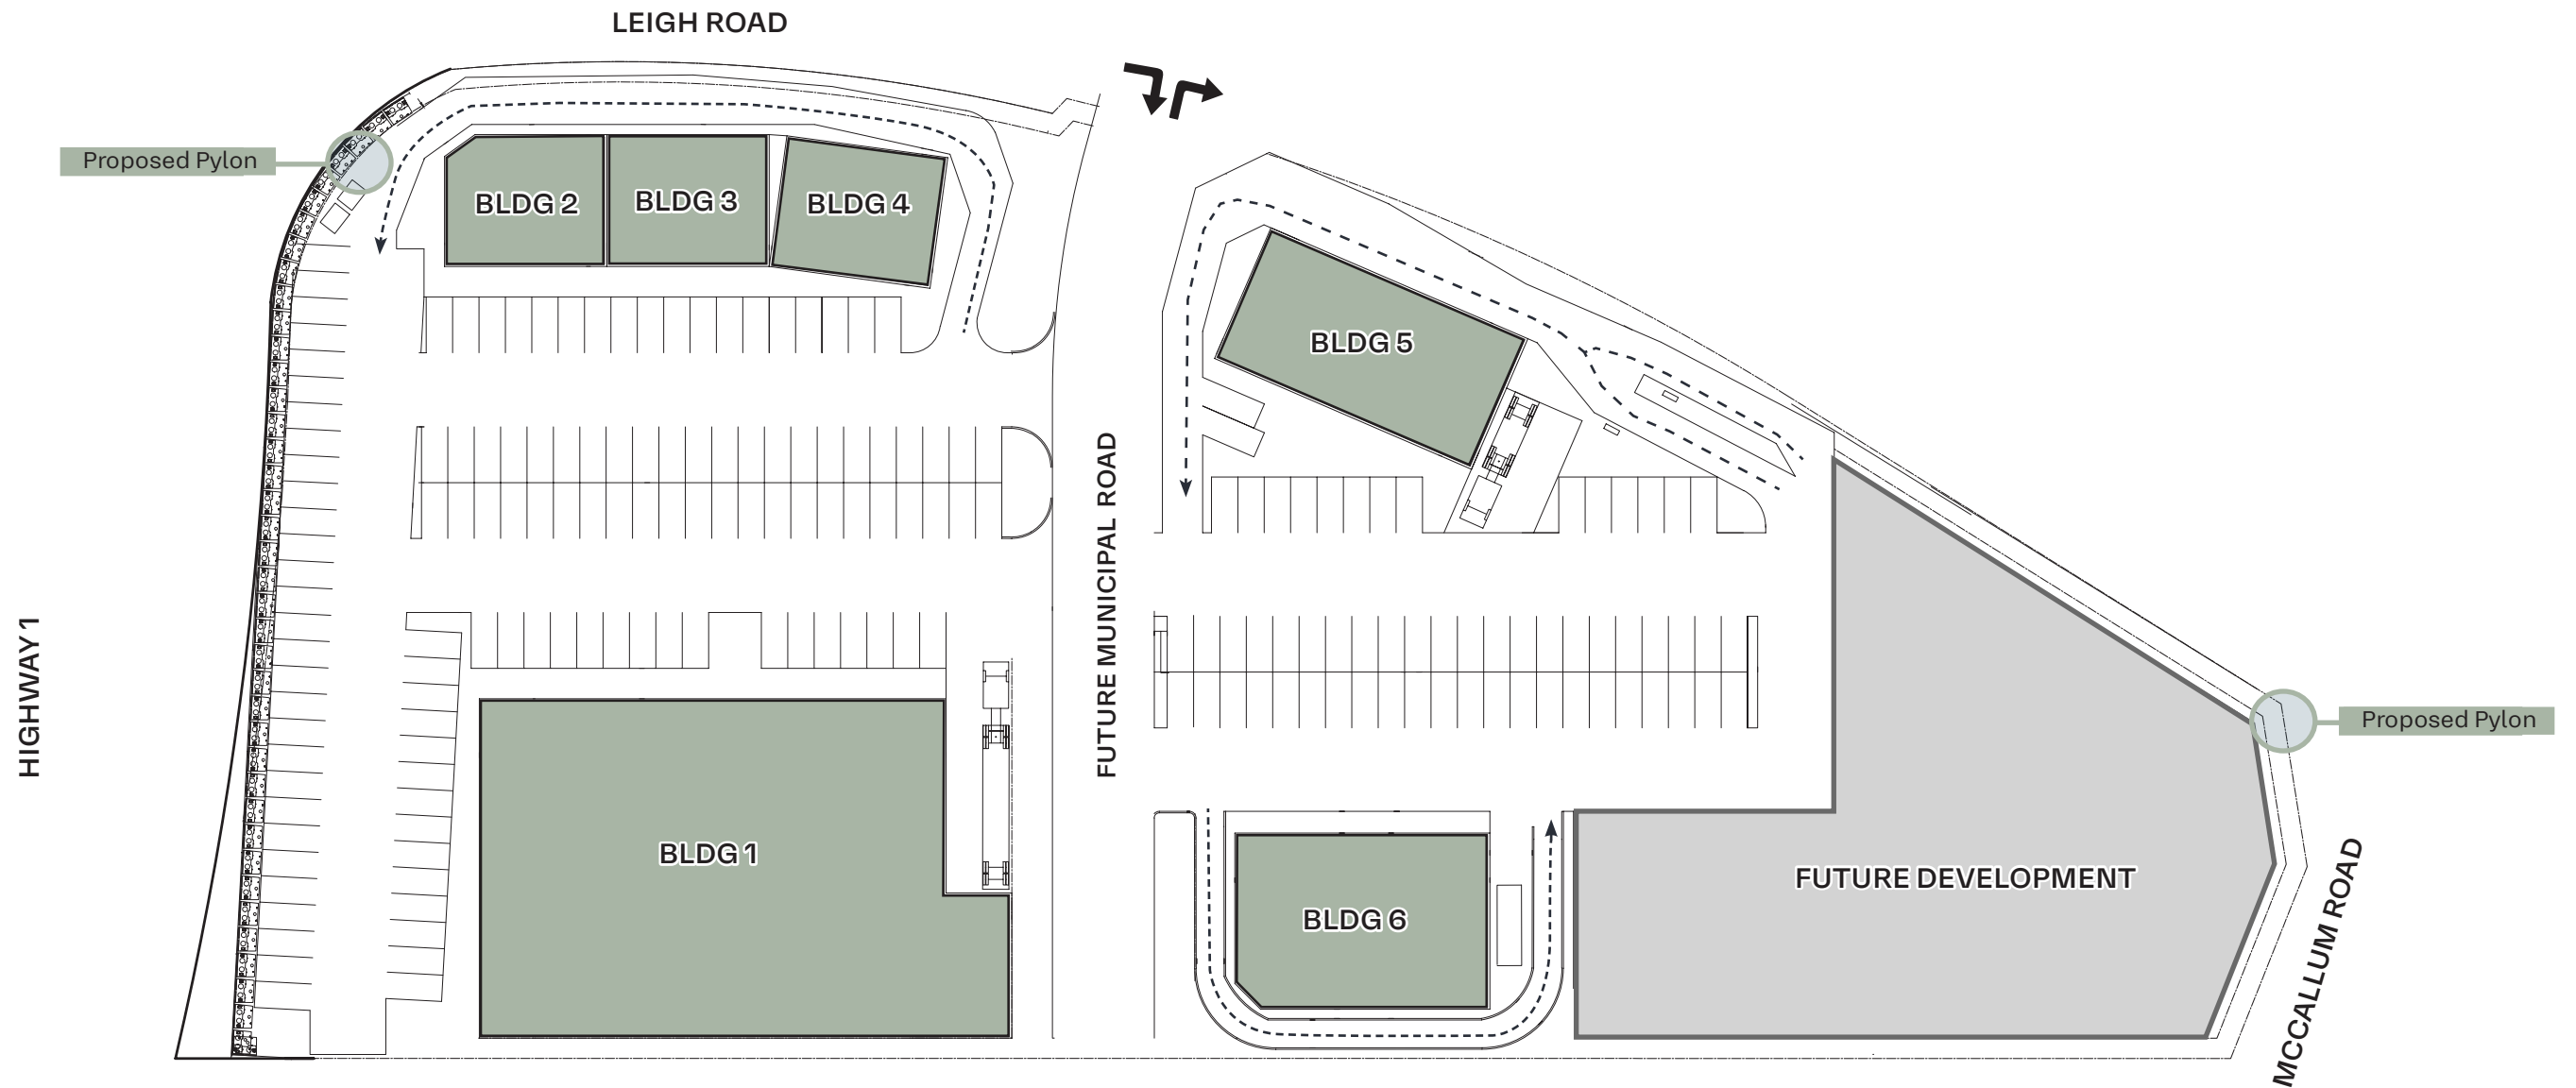 LEIGH ROAD
Proposed Pylon
BLDG 2
BLDG 3
BLDG 4
BLDG 5
HIGHWAY 1
FUTURE MUNICIPAL ROAD
Proposed Pylon
BLDG 1
BLDG 6
FUTURE DEVELOPMENT
MCCALLUM ROAD